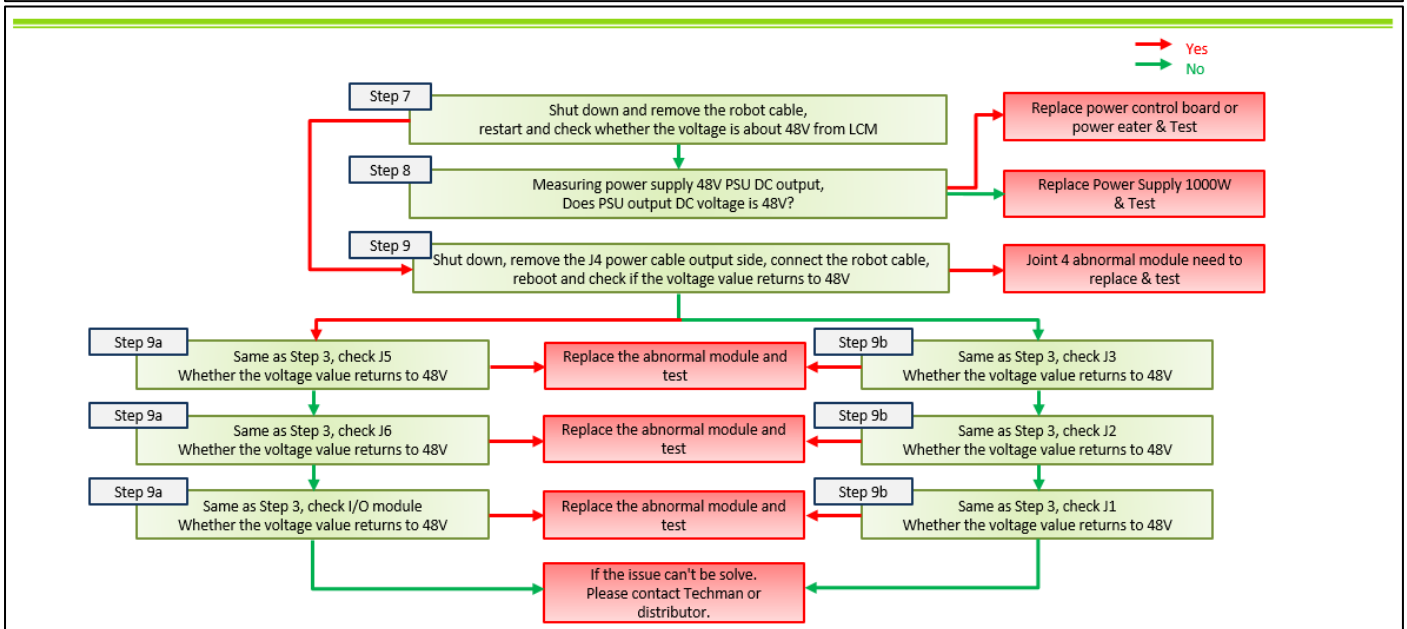 Yes
No
Step 7
Shut down and remove the robot cable,
restart and check whether the voltage is about 48V from LCM
Replace power control board or
power eater & Test
Step 8
Measuring power supply 48V PSU DC output,
Does PSU output DC voltage is 48V?
Replace Power Supply 1000W
& Test
Step 9
Shut down, remove the J4 power cable output side, connect the robot cable,
reboot and check if the voltage value returns to 48V
Joint 4 abnormal module need to
replace & test
Step 9a
Same as Step 3, check J5
Whether the voltage value returns to 48V
Replace the abnormal module and
test
Step 9b
Same as Step 3, check J3
Whether the voltage value returns to 48V
Step 9a
Same as Step 3, check J6
Whether the voltage value returns to 48V
Replace the abnormal module and
test
Step 9b
Same as Step 3, check J2
Whether the voltage value returns to 48V
Step 9a
Same as Step 3, check I/O module
Whether the voltage value returns to 48V
Replace the abnormal module and
test
Step 9b
Same as Step 3, check J1
Whether the voltage value returns to 48V
If the issue can't be solve.
Please contact Techman or
distributor.